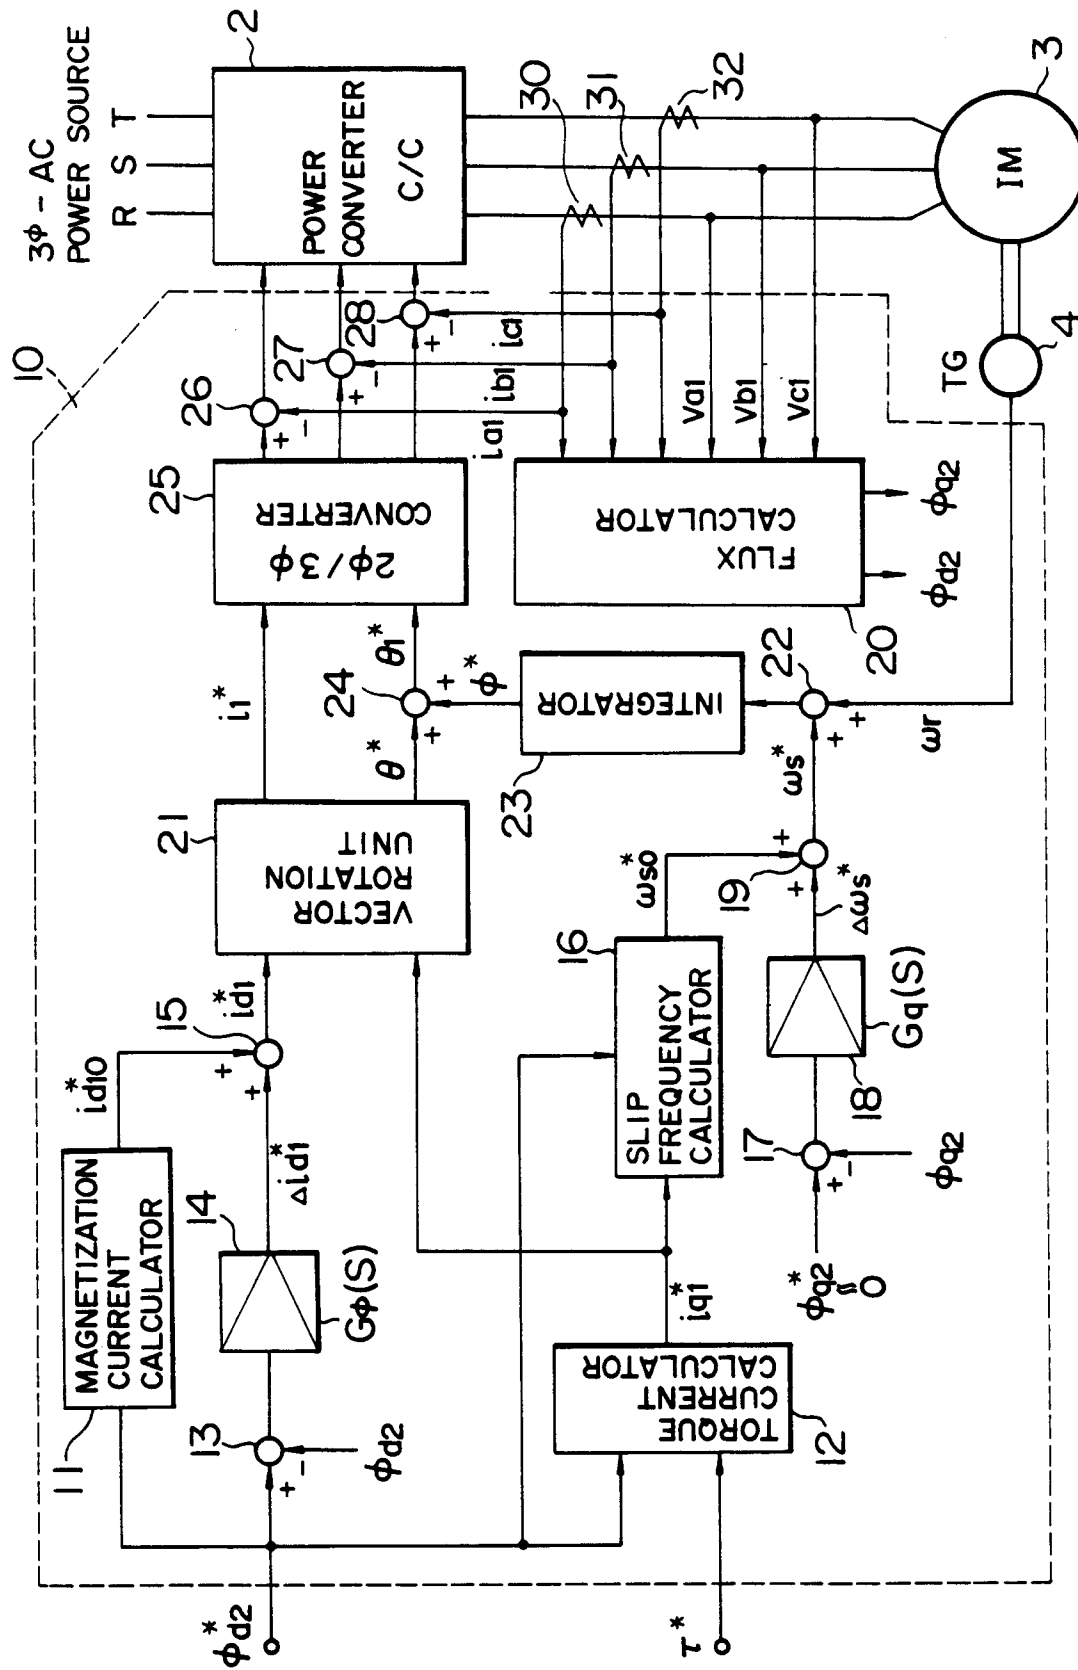 3ϕ - AC
POWER SOURCE
R S T
2
POWER
CONVERTER
C/C
10
26
27
28
30
31
32
3
IM
4
TG
ia1
ib1
ic1
Va1
Vb1
Vc1
25
2ϕ/3ϕ
CONVERTER
20
FLUX
CALCULATOR
ϕd2
ϕq2
i1*
θ1*
24
θ*
ϕ*
23
INTEGRATOR
22
ωr
ωs*
21
VECTOR
ROTATION
UNIT
19
ωs0*
Δωs*
16
SLIP
FREQUENCY
CALCULATOR
18
Gq(S)
17
ϕq2
ϕq2*
=0
15
id1*
id10*
Δid1*
14
Gϕ(S)
11
MAGNETIZATION
CURRENT
CALCULATOR
13
ϕd2
12
TORQUE
CURRENT
CALCULATOR
iq1*
ϕd2*
τ*
+
-
+
-
+
-
+
+
+
+
+
+
+
+
+
-
+
-